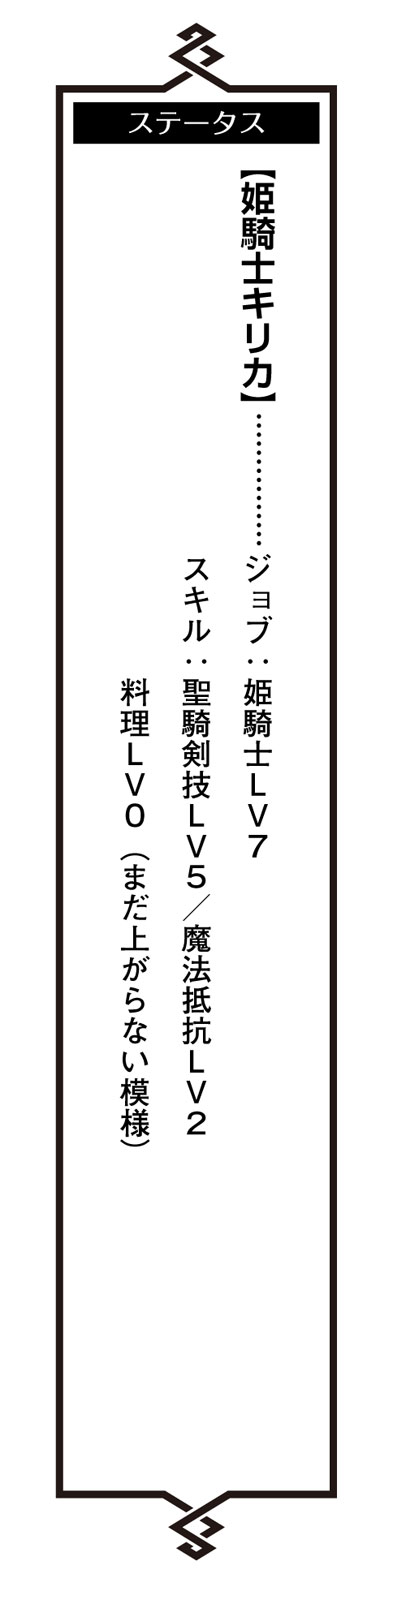 ステータス
【姫騎士キリカ】……………ジョブ：姫騎士ＬＶ７
スキル：聖騎剣技ＬＶ５／魔法抵抗ＬＶ２
料理ＬＶ０（まだ上がらない模様）